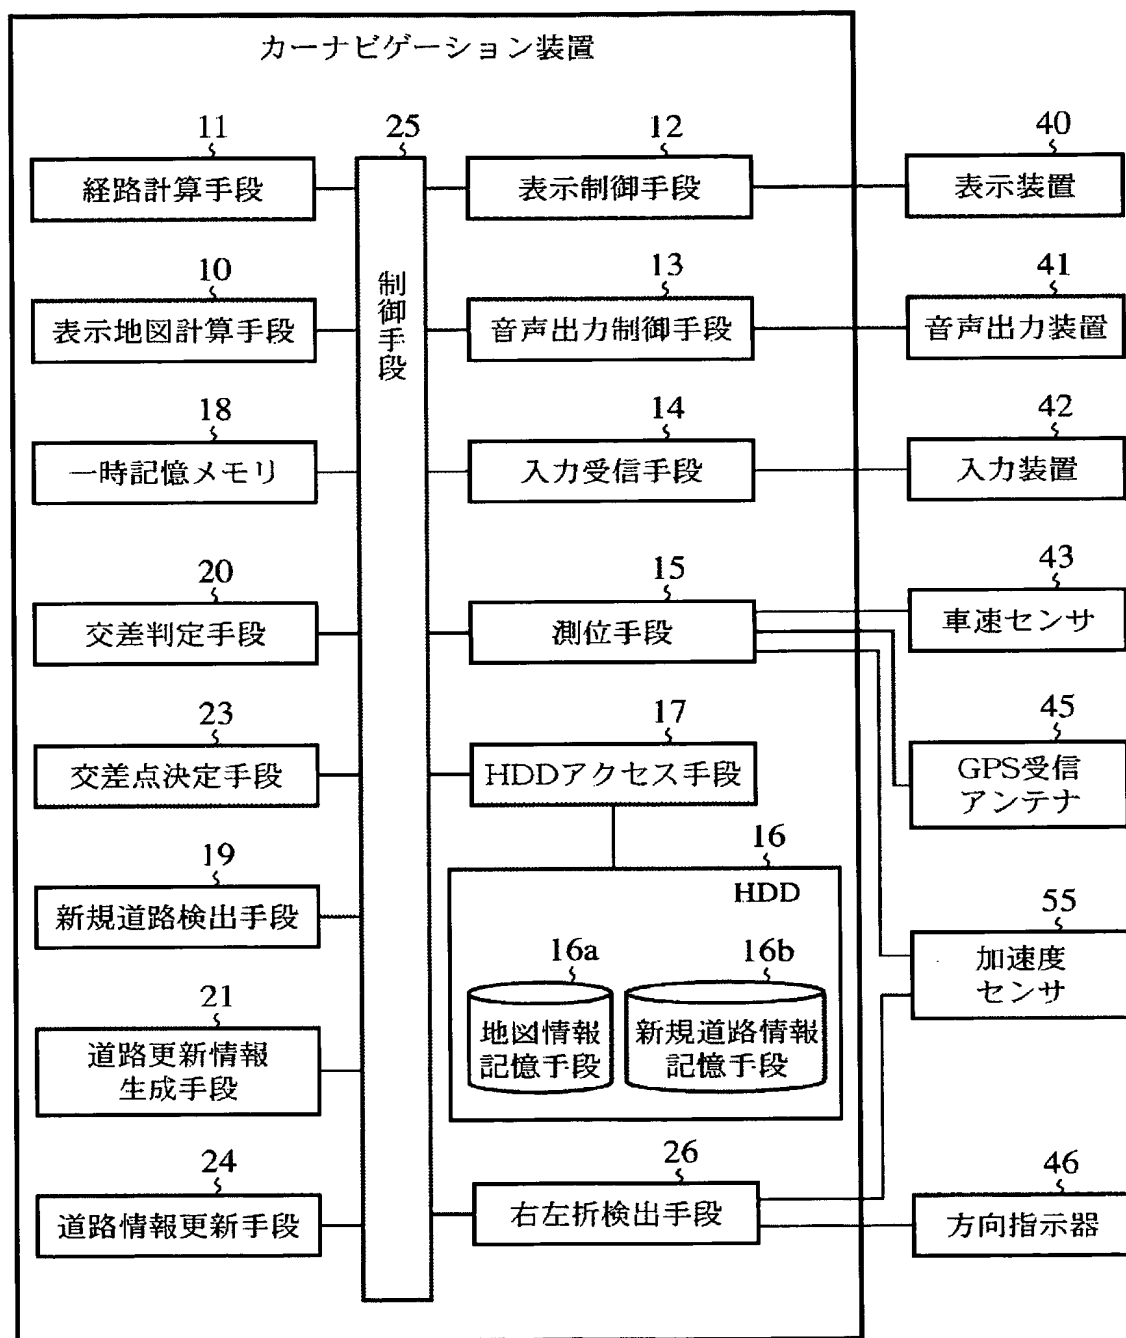 カーナビゲーション装置
11
25
12
40
経路計算手段
表示制御手段
表示装置
制御手段
10
13
41
表示地図計算手段
音声出力制御手段
音声出力装置
18
14
42
一時記憶メモリ
入力受信手段
入力装置
20
15
43
交差判定手段
測位手段
車速センサ
23
17
45
交差点決定手段
HDDアクセス手段
GPS受信
アンテナ
19
16
新規道路検出手段
HDD
55
加速度
センサ
16a
16b
地図情報
記憶手段
新規道路情報
記憶手段
21
道路更新情報
生成手段
24
26
46
道路情報更新手段
右左折検出手段
方向指示器